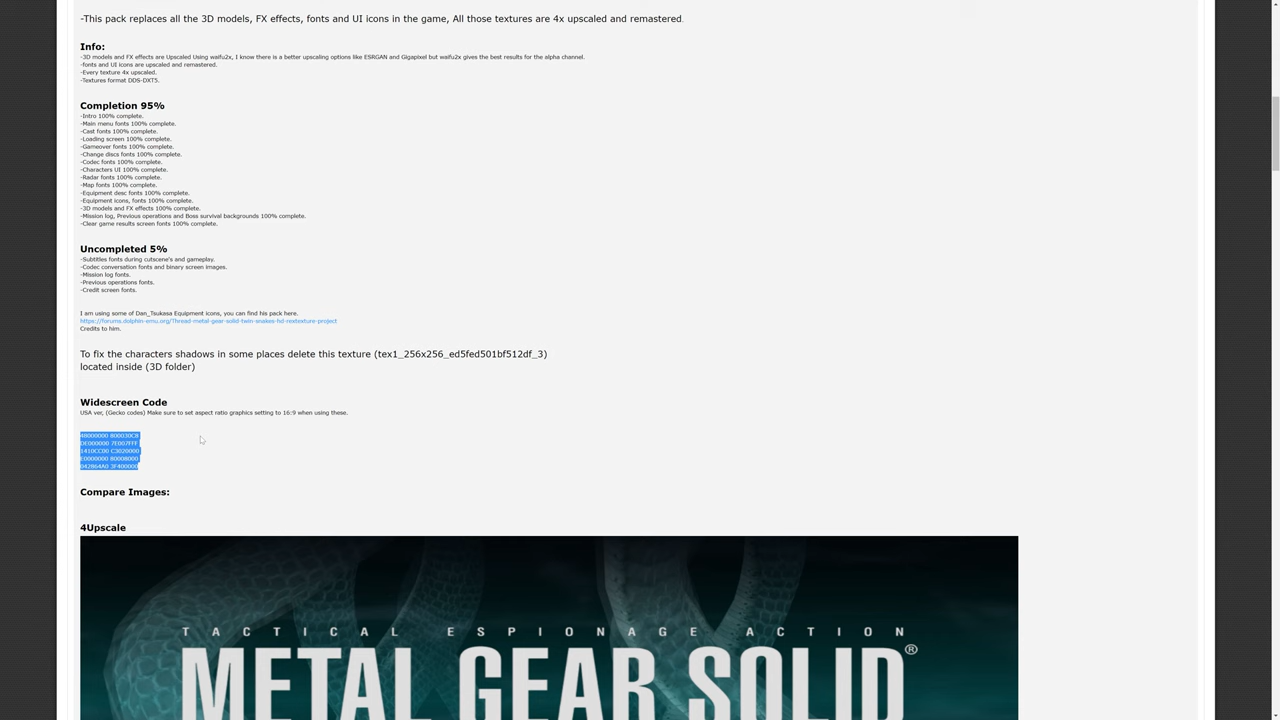 -This pack replaces all the 3D models, FX effects, fonts and UI icons in the game, All those textures are 4x upscaled and remastered.
Info:
-3D models and FX effects are Upscaled Using waifu2x, I know there is a better upscaling options like ESRGAN and Gigapixel but waifu2x gives the best results for the alpha channel.
-fonts and UI icons are upscaled and remastered.
-Every texture 4x upscaled.
-Textures format DDS-DXT5.
Completion 95%
-Intro 100% complete.
-Main menu fonts 100% complete.
-Cast fonts 100% complete.
-Loading screen 100% complete.
-Gameover fonts 100% complete.
-Change discs fonts 100% complete.
-Codec fonts 100% complete.
-Characters UI 100% complete.
-Radar fonts 100% complete.
-Map fonts 100% complete.
-Equipment desc fonts 100% complete.
-Equipment icons, fonts 100% complete.
-3D models and FX effects 100% complete.
-Mission log, Previous operations and Boss survival backgrounds 100% complete.
-Clear game results screen fonts 100% complete.
Uncompleted 5%
-Subtitles fonts during cutscene's and gameplay.
-Codec conversation fonts and binary screen images.
-Mission log fonts.
-Previous operations fonts.
-Credit screen fonts.
I am using some of Dan_Tsukasa Equipment icons, you can find his pack here.
https://forums.dolphin-emu.org/Thread-metal-gear-solid-twin-snakes-hd-rextexture-project
Credits to him.
To fix the characters shadows in some places delete this texture (tex1_256x256_ed5fed501bf512df_3)
located inside (3D folder)
Widescreen Code
USA ver, (Gecko codes) Make sure to set aspect ratio graphics setting to 16:9 when using these.
48000000 800030C8
DE000000 7E007FFF
1410CC00 C3020000
E0000000 80008000
042864A0 3F400000
Compare Images:
4Upscale
TACTICAL ESPIONAGE ACTION
METAL GEAR SOLID®